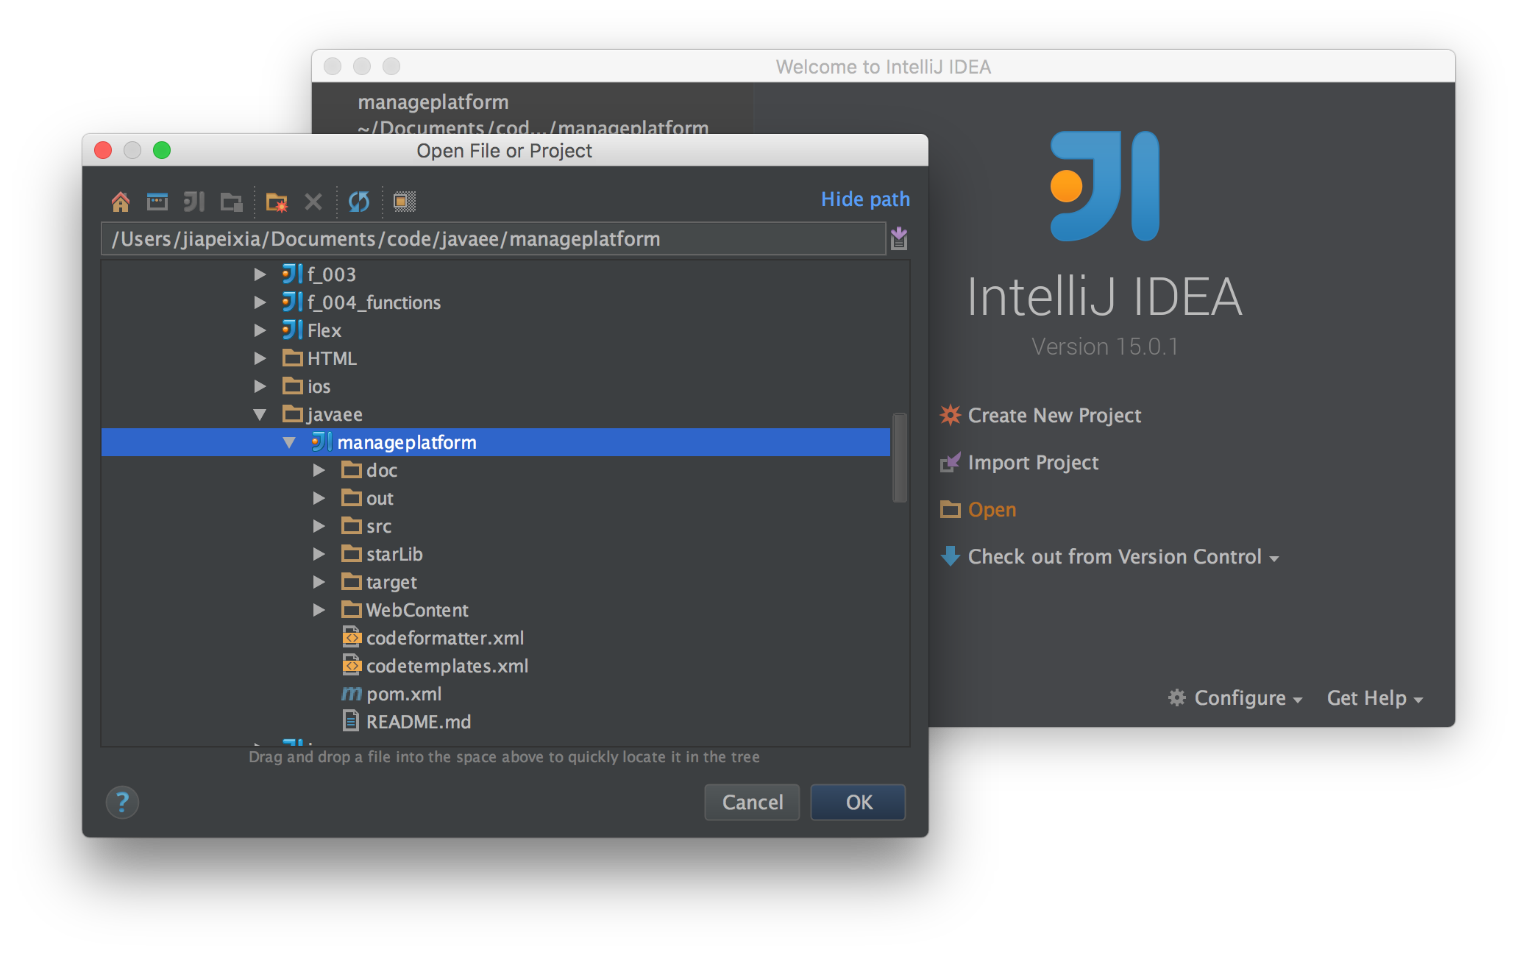 Welcome to IntelliJ IDEA
manageplatform
~/Documents/cod.../manageplatform
Open File or Project
Hide path
/Users/jiapeixia/Documents/code/javaee/manageplatform
f_003
f_004_functions
Flex
HTML
ios
javaee
manageplatform
doc
out
src
starLib
target
WebContent
codeformatter.xml
codetemplates.xml
pom.xml
README.md
Drag and drop a file into the space above to quickly locate it in the tree
?
Cancel
OK
IntelliJ IDEA
Version 15.0.1
Create New Project
Import Project
Open
Check out from Version Control
Configure
Get Help